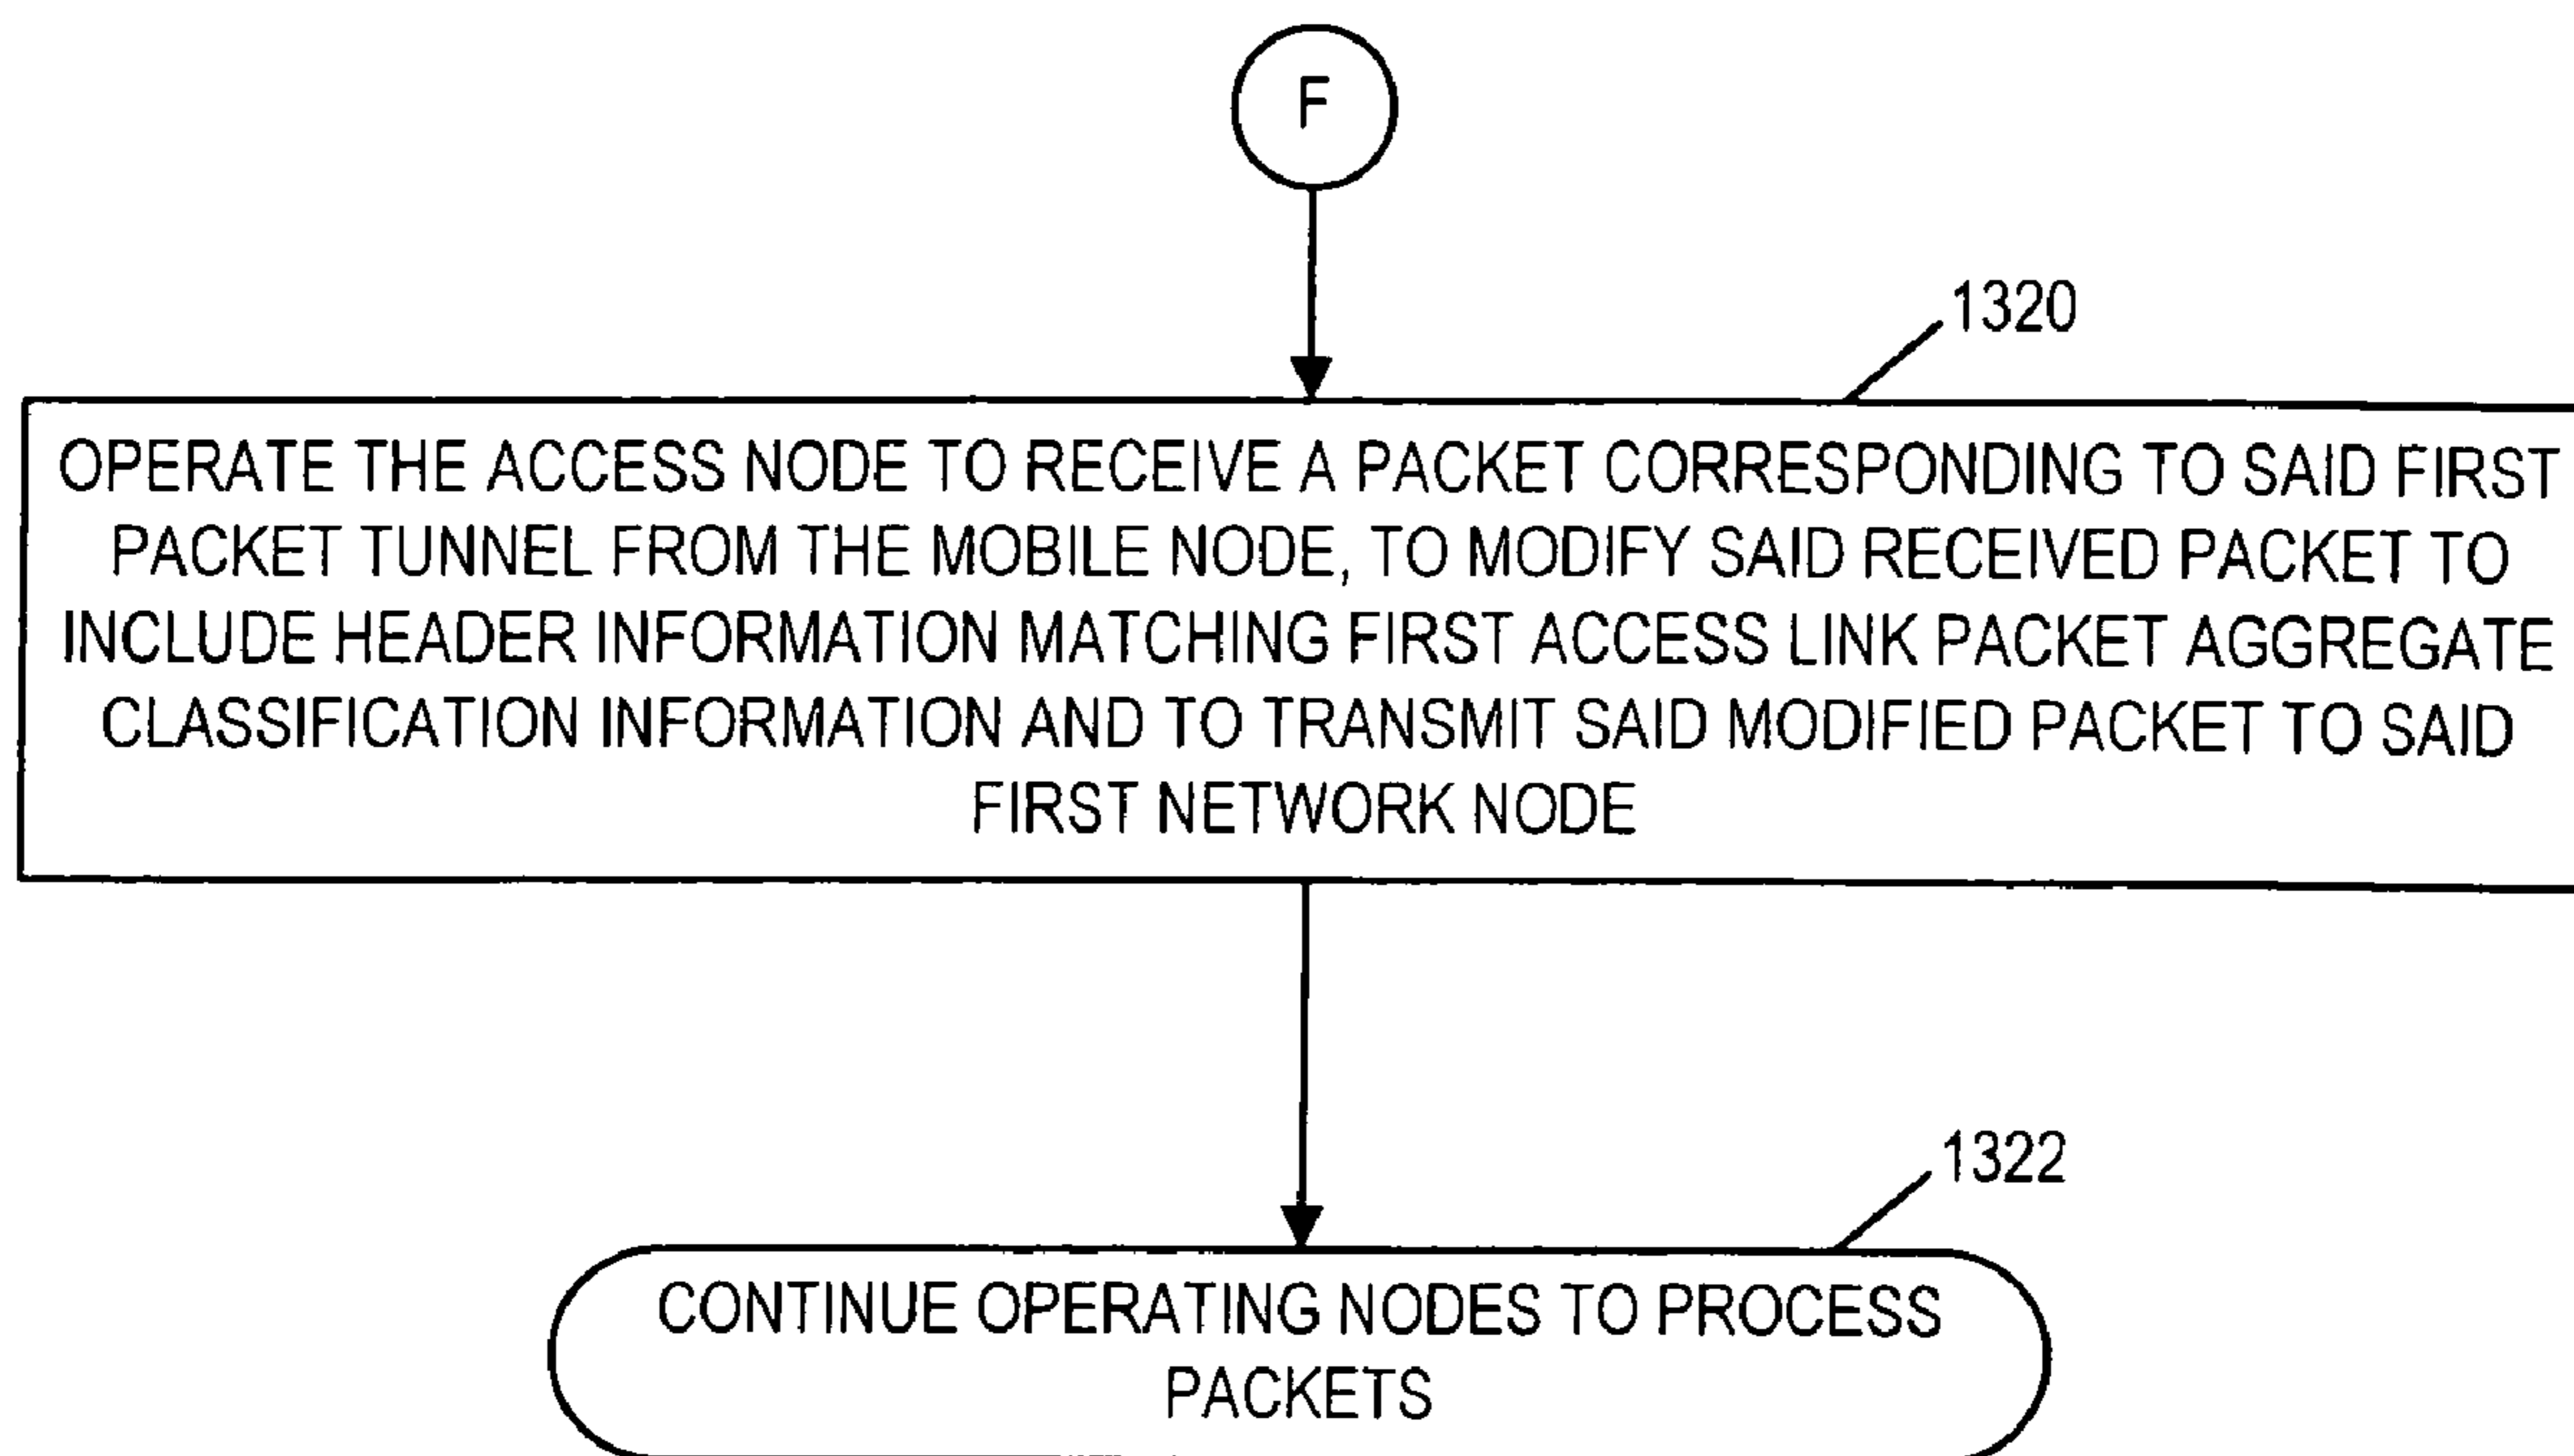 F
1320
OPERATE THE ACCESS NODE TO RECEIVE A PACKET CORRESPONDING TO SAID FIRST
PACKET TUNNEL FROM THE MOBILE NODE, TO MODIFY SAID RECEIVED PACKET TO
INCLUDE HEADER INFORMATION MATCHING FIRST ACCESS LINK PACKET AGGREGATE
CLASSIFICATION INFORMATION AND TO TRANSMIT SAID MODIFIED PACKET TO SAID
FIRST NETWORK NODE
1322
CONTINUE OPERATING NODES TO PROCESS
PACKETS